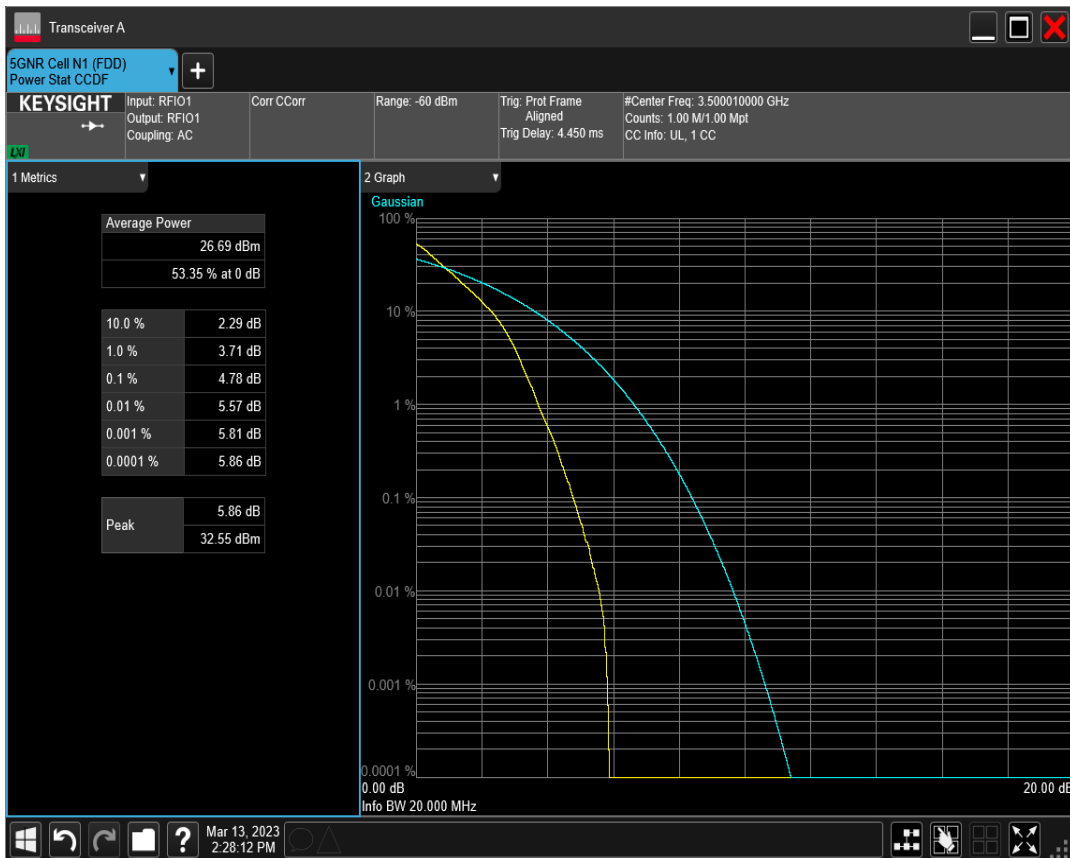 Transceiver A
5GNR Cell N1 (FDD)
Power Stat CCDF
+
KEYSIGHT
LXI
Input: RFIO1
Output: RFIO1
Coupling: AC
Corr CCorr
Range: -60 dBm
Trig: Prot Frame
Aligned
Trig Delay: 4.450 ms
#Center Freq: 3.500010000 GHz
Counts: 1.00 M/1.00 Mpt
CC Info: UL, 1 CC
1 Metrics
Average Power
26.69 dBm
53.35 % at 0 dB
10.0 % 2.29 dB
1.0 % 3.71 dB
0.1 % 4.78 dB
0.01 % 5.57 dB
0.001 % 5.81 dB
0.0001 % 5.86 dB
Peak
5.86 dB
32.55 dBm
2 Graph
Gaussian
100 %
10 %
1 %
0.1 %
0.01 %
0.001 %
0.0001 %
0.00 dB 20.00 dB
Info BW 20.000 MHz
?
Mar 13, 2023
2:28:12 PM